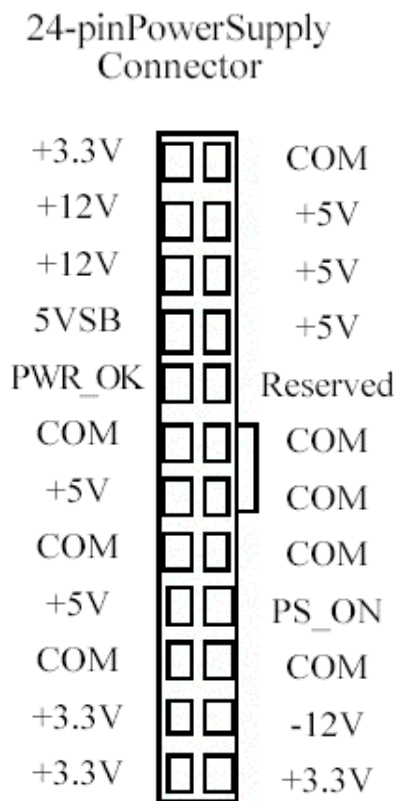 24-pinPowerSupply
Connector
+3.3V COM
+12V +5V
+12V +5V
5VSB +5V
PWR_OK Reserved
COM COM
+5V COM
COM COM
+5V PS_ON
COM COM
+3.3V -12V
+3.3V +3.3V